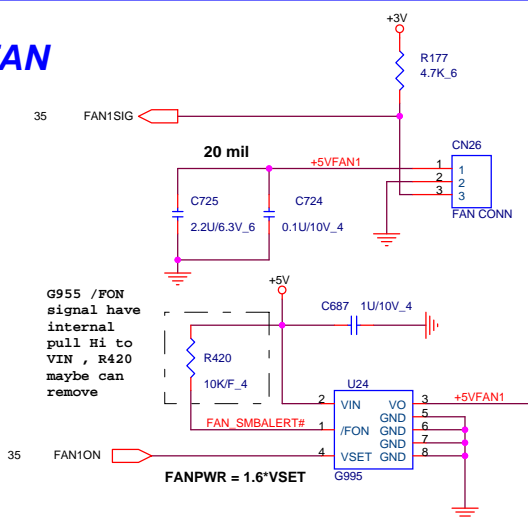 +3V
FAN
R177
4.7K_6
35 FAN1SIG
CN26
20 mil
+5VFAN1
1 1
2 2
3 3
FAN CONN
C725
2.2U/6.3V_6
C724
0.1U/10V_4
+5V
G955 /FON
signal have
internal
pull Hi to
VIN , R420
maybe can
remove
C687 1U/10V_4
R420
10K/F_4
U24
2 VIN VO 3 +5VFAN1
GND 5
FAN_SMBALERT# 1 /FON GND 6
GND 7
35 FAN1ON 4 VSET GND 8
G995
FANPWR = 1.6*VSET